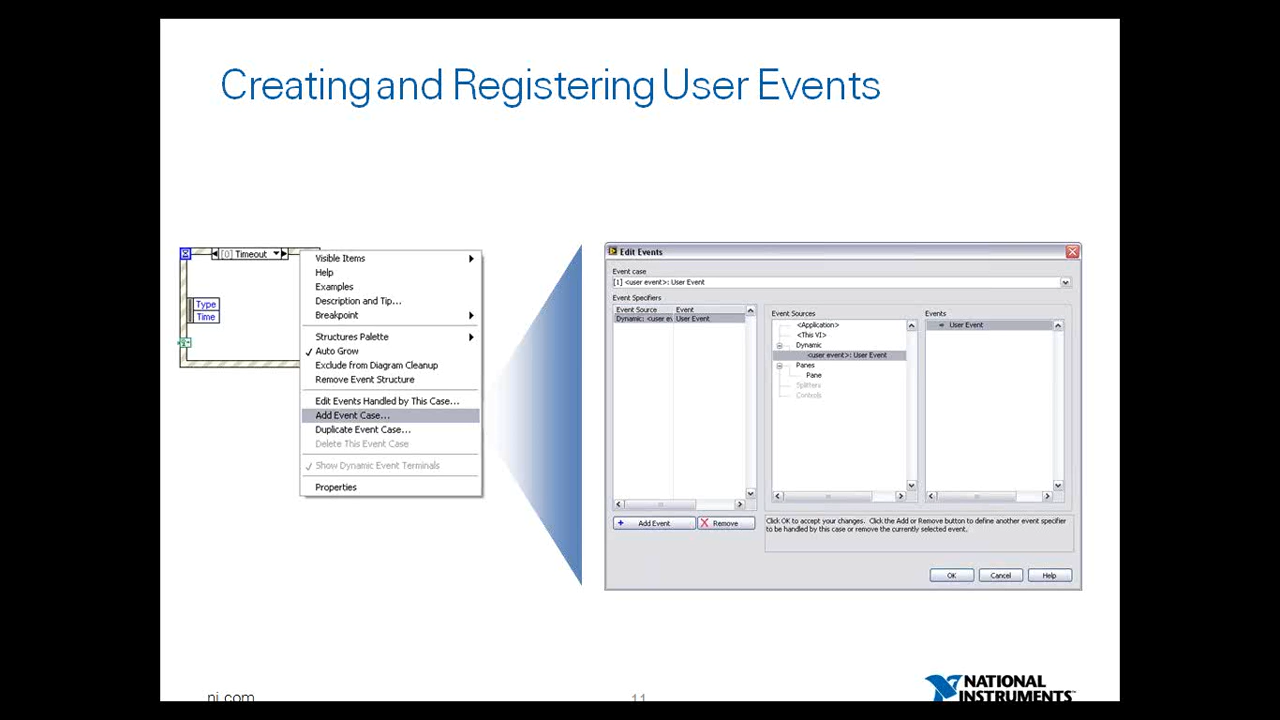 Creating and Registering User Events
[0] Timeout
Type
Time
Visible Items
Help
Examples
Description and Tip...
Breakpoint
Structures Palette
Auto Grow
Exclude from Diagram Cleanup
Remove Event Structure
Edit Events Handled by This Case...
Add Event Case...
Duplicate Event Case...
Delete This Event Case
Show Dynamic Event Terminals
Properties
Edit Events
Event case
[1] <user event>: User Event
Event Specifiers
Event Source Event
Dynamic: <user ev User Event
Add Event Remove
Event Sources
<Application>
<This VI>
Dynamic
<user event>: User Event
Panes
Pane
Splitters
Controls
Events
User Event
Click OK to accept your changes. Click the Add or Remove button to define another event specifier
to be handled by this case or remove the currently selected event.
OK Cancel Help
ni.com
11
NATIONAL
INSTRUMENTS